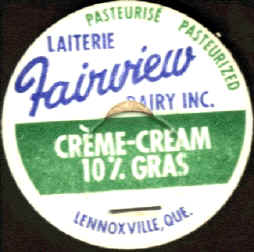 PASTEURISÉ PASTEURIZED
LAITERIE
Fairview
DAIRY INC.
CRÈME-CREAM
10% GRAS
LENNOXVILLE, QUE.